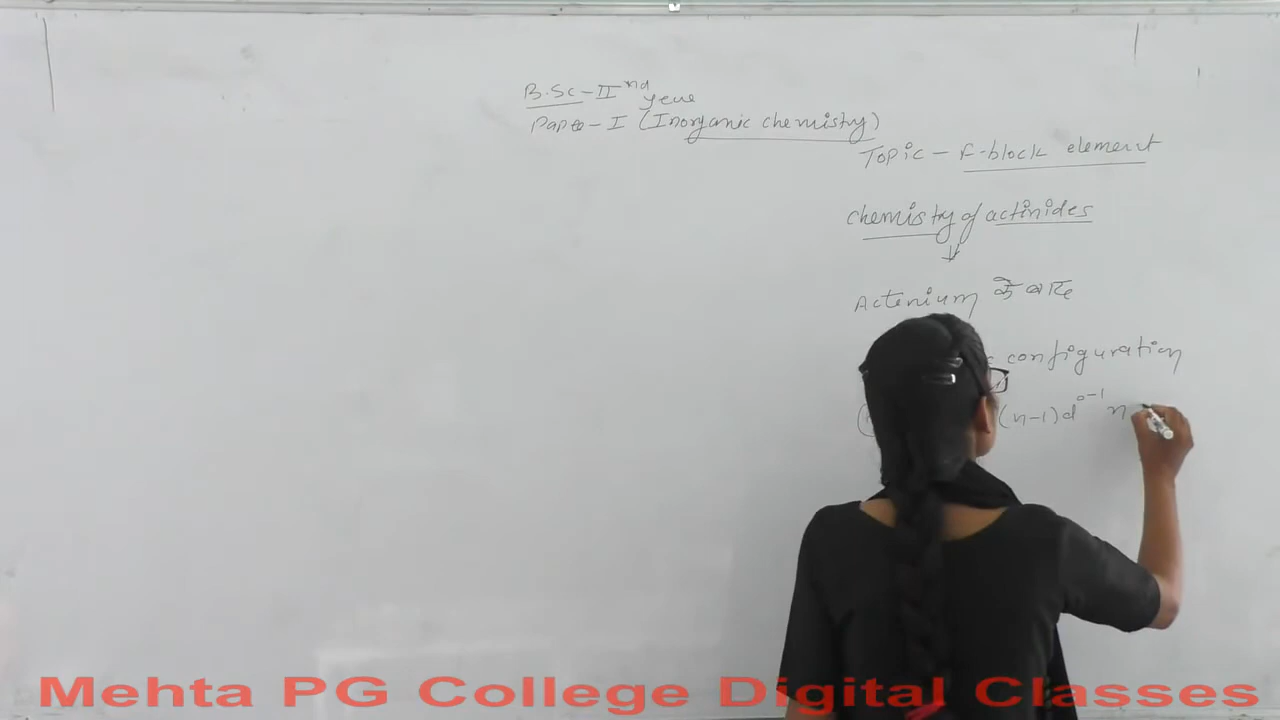 B.Sc - II nd year
Paper - I (Inorganic chemistry)
Topic - F-block element
chemistry of actinides
Actenium के बाद
configuration
(n-1)d⁰⁻¹ n
Mehta PG College Digital Classes